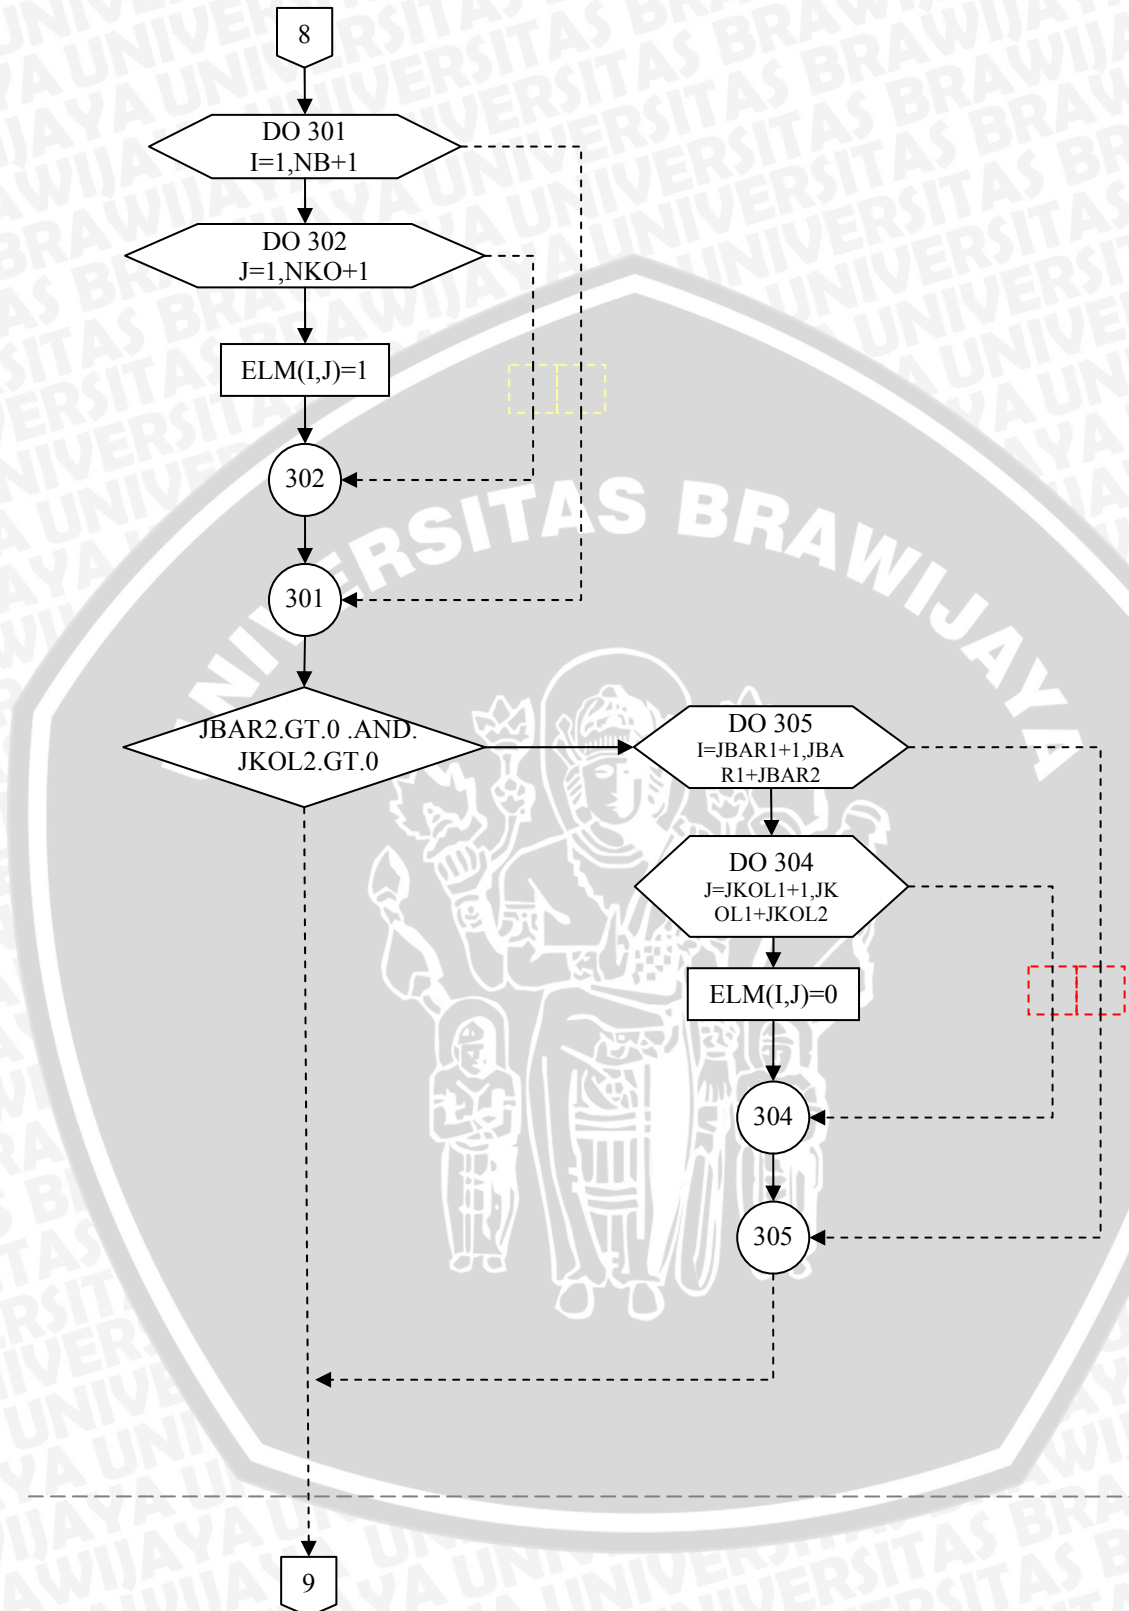 8
DO 301
I=1,NB+1
DO 302
J=1,NKO+1
ELM(I,J)=1
302
301
UNIVERSITAS BRAWIJAYA
JBAR2.GT.0 .AND.
JKOL2.GT.0
DO 305
I=JBAR1+1,JBA
R1+JBAR2
DO 304
J=JKOL1+1,JK
OL1+JKOL2
ELM(I,J)=0
304
305
9